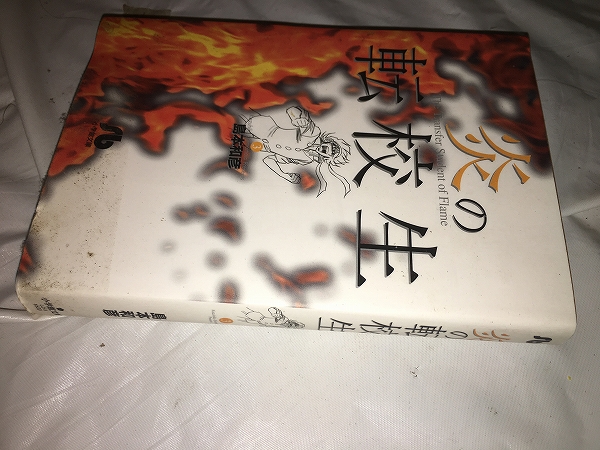 炎の
転校生
The Transfer Student of Flame
島本和彦
炎の転校生
島本和彦